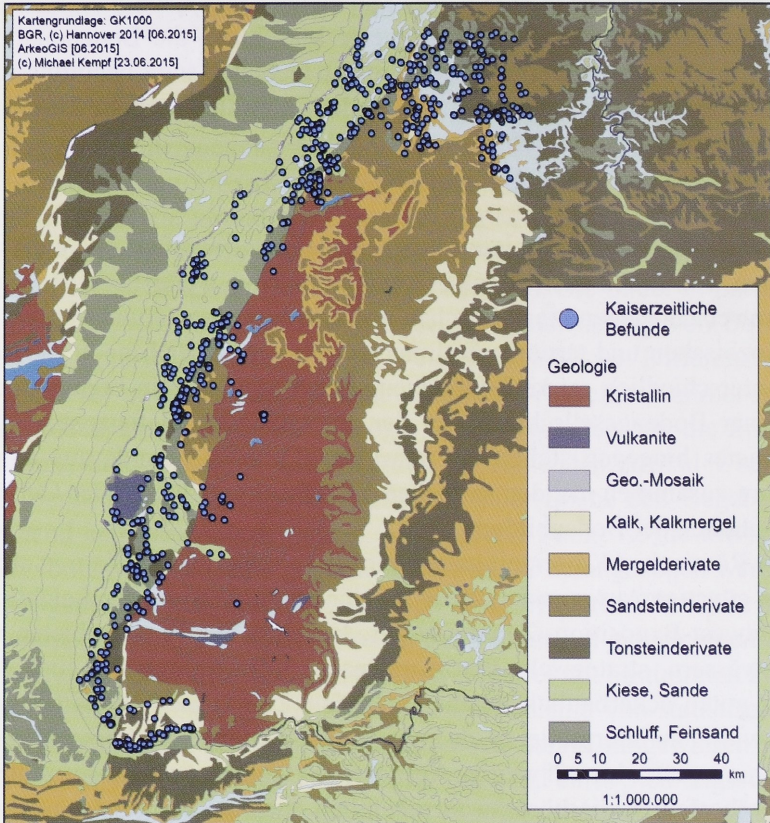 Kartengrundlage: GK1000
BGR, (c) Hannover 2014 [06.2015]
ArkeoGIS [06.2015]
(c) Michael Kempf [23.06.2015]
Kaiserzeitliche
Befunde
Geologie
Kristallin
Vulkanite
Geo.-Mosaik
Kalk, Kalkmergel
Mergelderivate
Sandsteinderivate
Tonsteinderivate
Kiese, Sande
Schluff, Feinsand
0 5 10 20 30 40
km
1:1.000.000